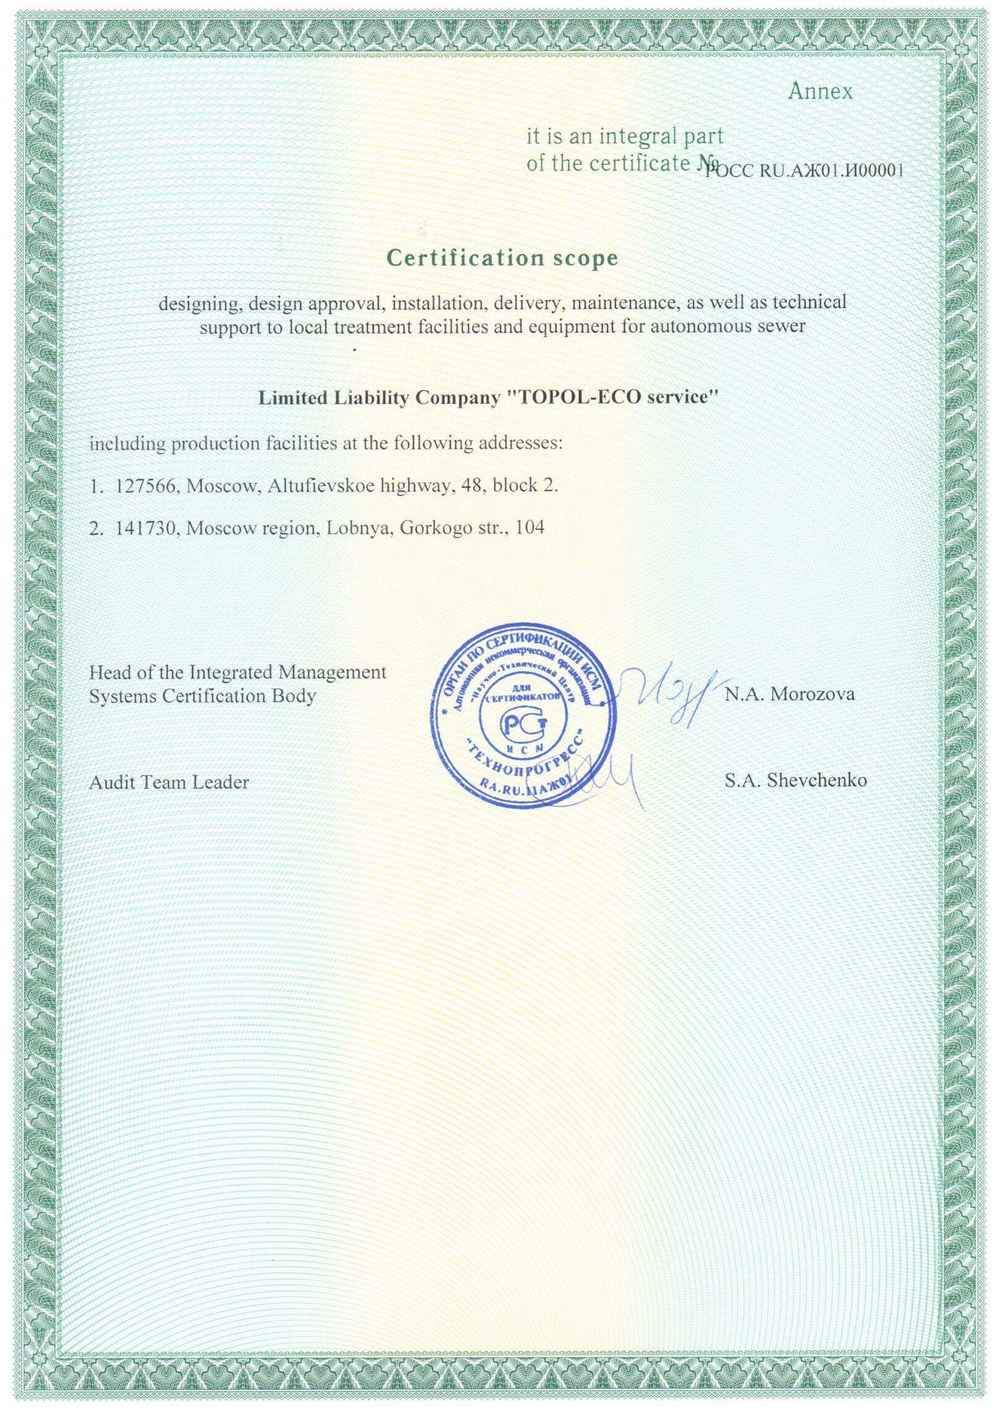 Annex
it is an integral part
of the certificate № РОСС RU.АЖ01.И00001
Certification scope
designing, design approval, installation, delivery, maintenance, as well as technical
support to local treatment facilities and equipment for autonomous sewer
Limited Liability Company "TOPOL-ECO service"
including production facilities at the following addresses:
1. 127566, Moscow, Altufievskoe highway, 48, block 2.
2. 141730, Moscow region, Lobnya, Gorkogo str., 104
Head of the Integrated Management
Systems Certification Body
N.A. Morozova
Audit Team Leader
S.A. Shevchenko
ОРГАН ПО СЕРТИФИКАЦИИ ИСМ
Автономная некоммерческая организация
"Научно-Технический Центр
ДЛЯ
СЕРТИФИКАТОВ
РСТ
ИСМ
"ТЕХНОПРОГРЕСС"
RA.RU.11АЖ01